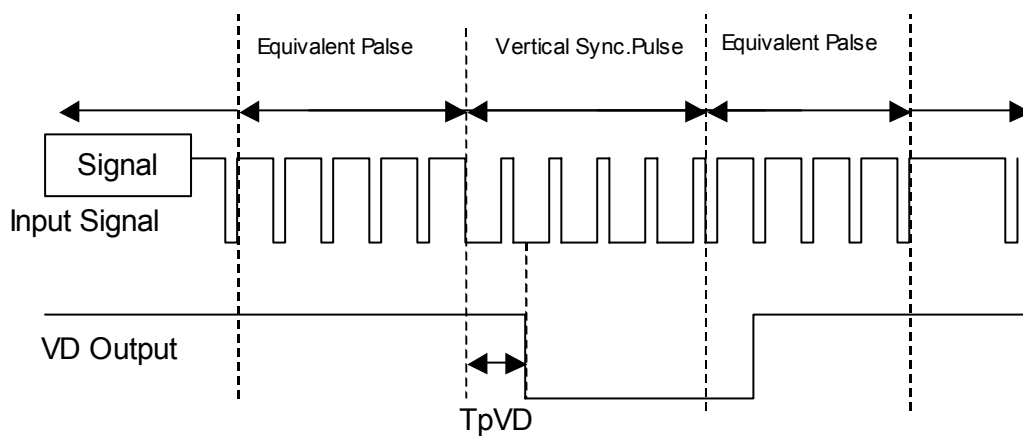 Equivalent Palse
Vertical Sync.Pulse
Equivalent Palse
Signal
Input Signal
VD Output
TpVD